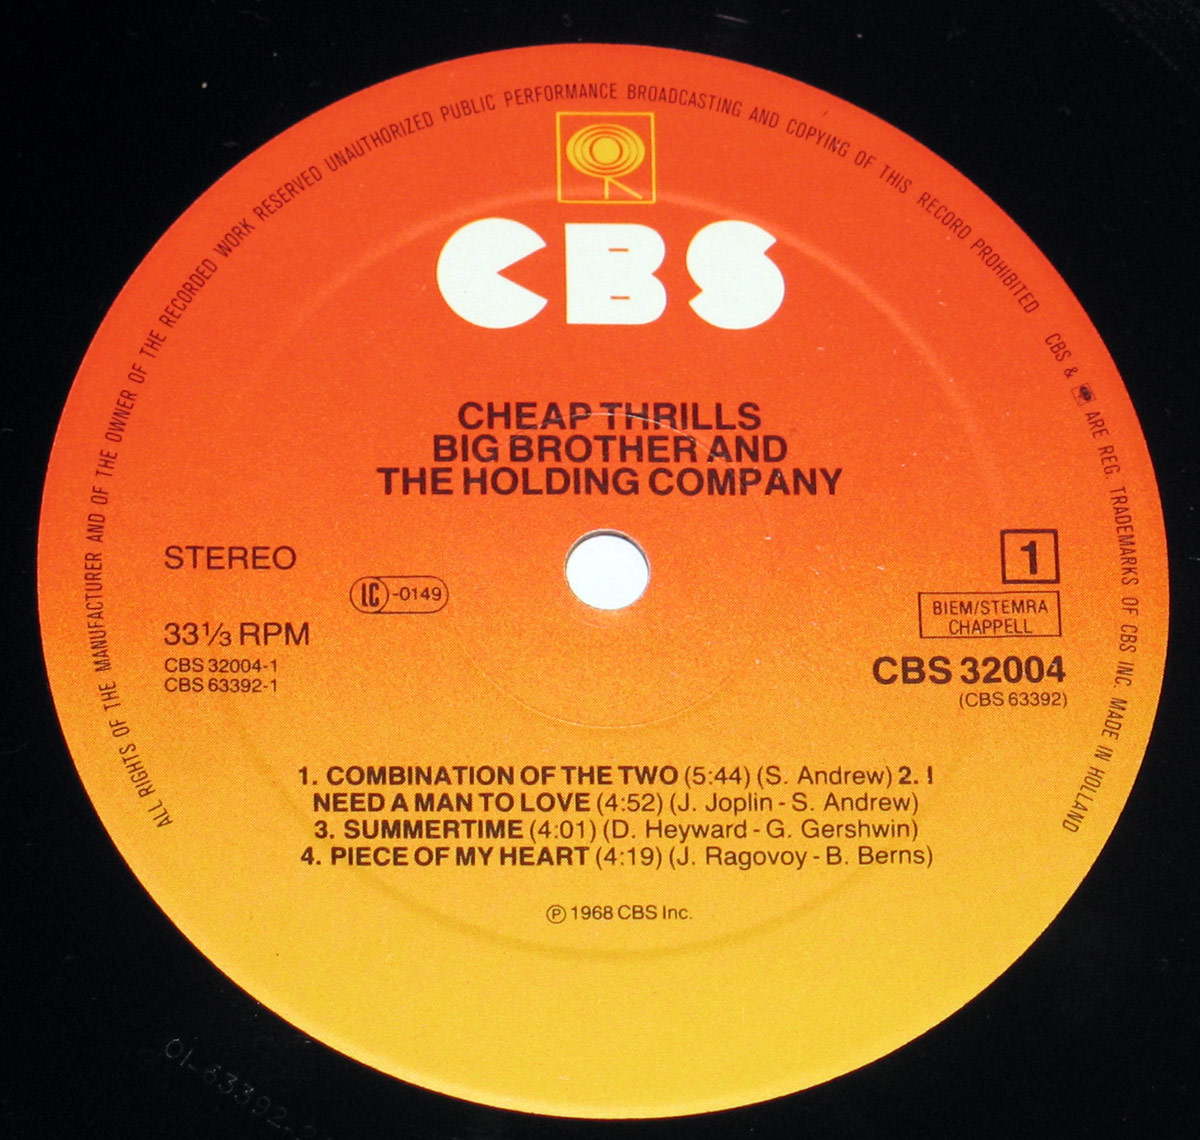 ALL RIGHTS OF THE MANUFACTURER AND OF THE OWNER OF THE RECORDED WORK RESERVED UNAUTHORIZED PUBLIC PERFORMANCE BROADCASTING AND COPYING OF THIS RECORD PROHIBITED CBS & ARE REG. TRADEMARKS OF CBS INC. MADE IN HOLLAND
CBS
CHEAP THRILLS
BIG BROTHER AND
THE HOLDING COMPANY
STEREO
LC-0149
33⅓ RPM
CBS 32004-1
CBS 63392-1
1
BIEM/STEMRA
CHAPPELL
CBS 32004
(CBS 63392)
1. COMBINATION OF THE TWO (5:44) (S. Andrew) 2. I
NEED A MAN TO LOVE (4:52) (J. Joplin - S. Andrew)
3. SUMMERTIME (4:01) (D. Heyward - G. Gershwin)
4. PIECE OF MY HEART (4:19) (J. Ragovoy - B. Berns)
℗ 1968 CBS Inc.
01-63392